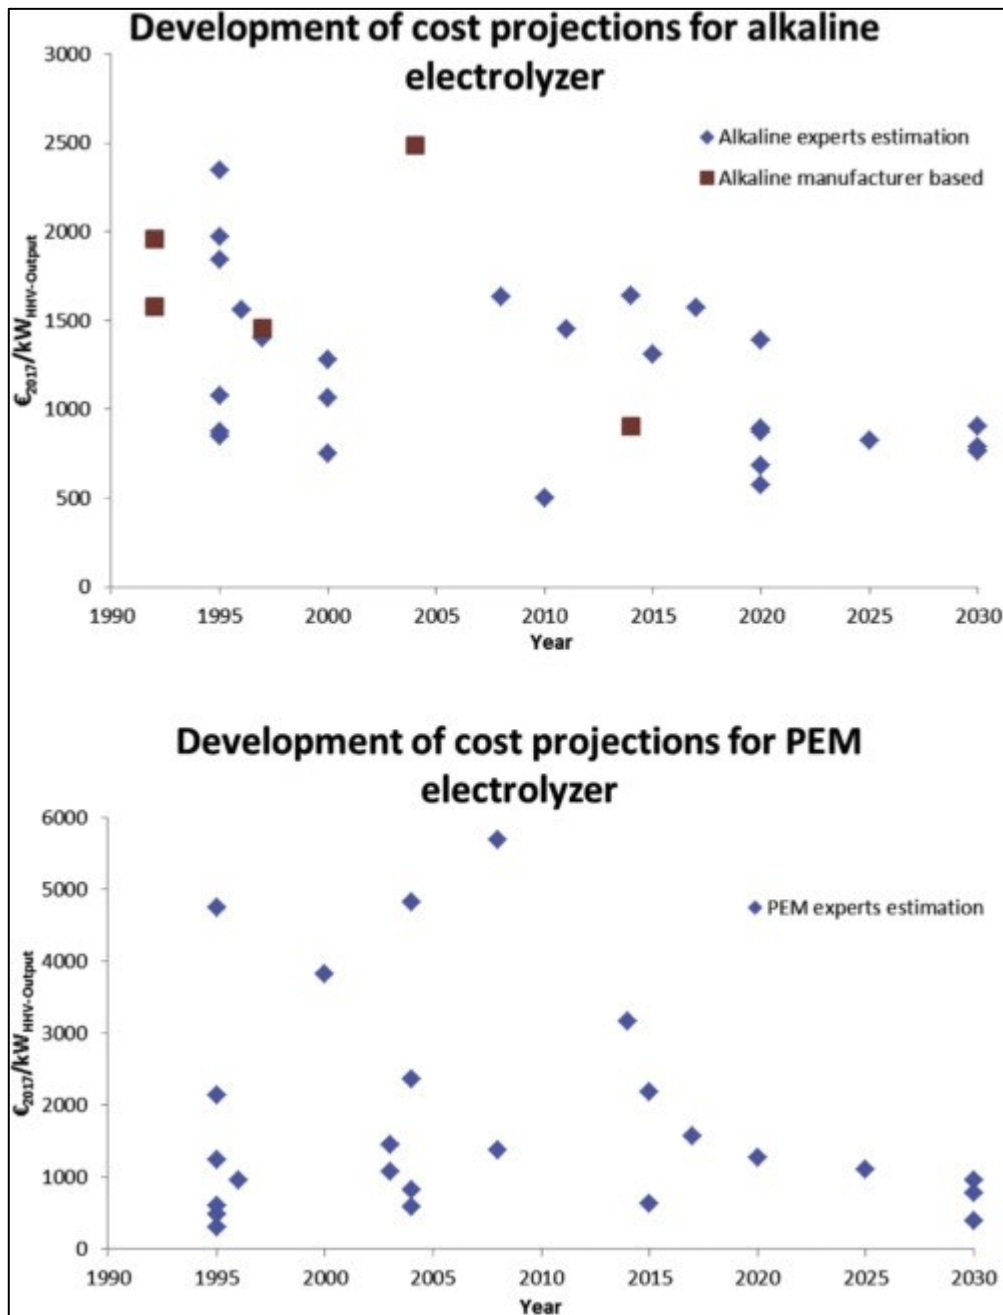 Development of cost projections for alkaline
electrolyzer
3000
2500
2000
1500
1000
500
0
€2017/kWHHV-Output
Alkaline experts estimation
Alkaline manufacturer based
1990 1995 2000 2005 2010 2015 2020 2025 2030
Year
Development of cost projections for PEM
electrolyzer
6000
5000
4000
3000
2000
1000
0
€2017/kWHHV-Output
PEM experts estimation
1990 1995 2000 2005 2010 2015 2020 2025 2030
Year